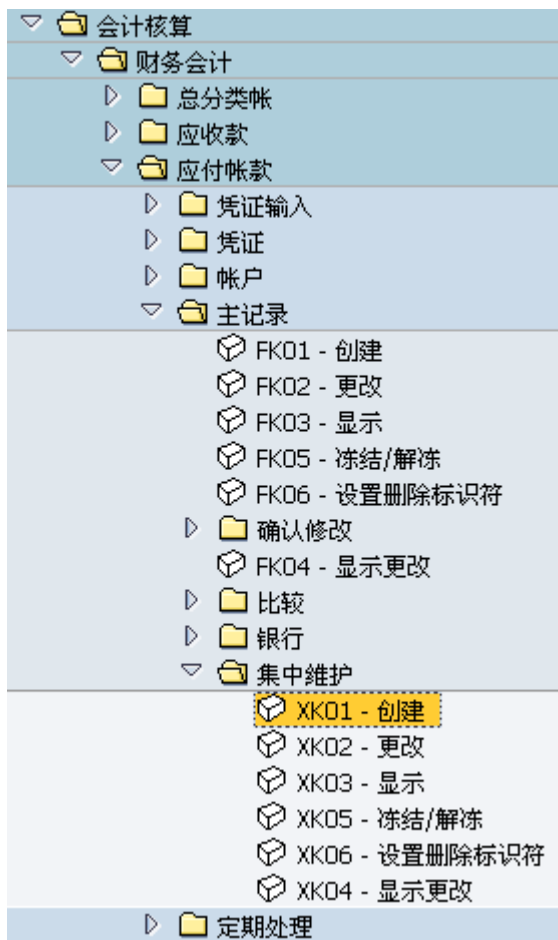 会计核算
财务会计
总分类帐
应收款
应付帐款
凭证输入
凭证
帐户
主记录
FK01 - 创建
FK02 - 更改
FK03 - 显示
FK05 - 冻结/解冻
FK06 - 设置删除标识符
确认修改
FK04 - 显示更改
比较
银行
集中维护
XK01 - 创建
XK02 - 更改
XK03 - 显示
XK05 - 冻结/解冻
XK06 - 设置删除标识符
XK04 - 显示更改
定期处理